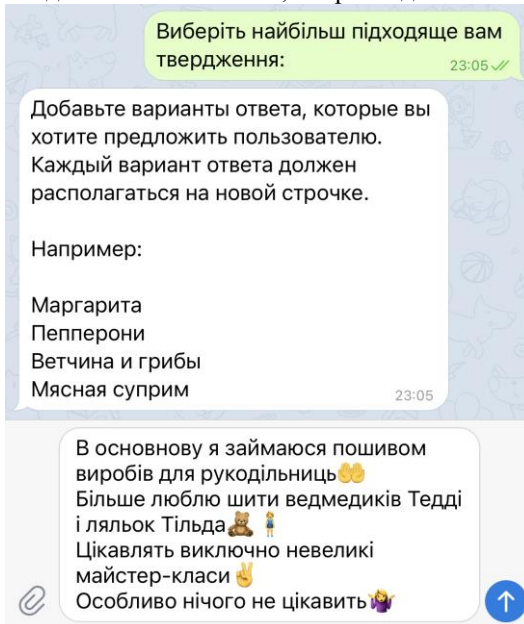 Виберіть найбільш підходяще вам
твердження:
23:05
Добавьте варианты ответа, которые вы
хотите предложить пользователю.
Каждый вариант ответа должен
располагаться на новой строчке.
Например:
Маргарита
Пепперони
Ветчина и грибы
Мясная суприм
23:05
В основнову я займаюся пошивом
виробів для рукодільниць🤲
Більше люблю шити ведмедиків Тедді
і ляльок Тільда🧸🧍‍♀️
Цікавлять виключно невеликі
майстер-класи✌️
Особливо нічого не цікавить🤷‍♀️